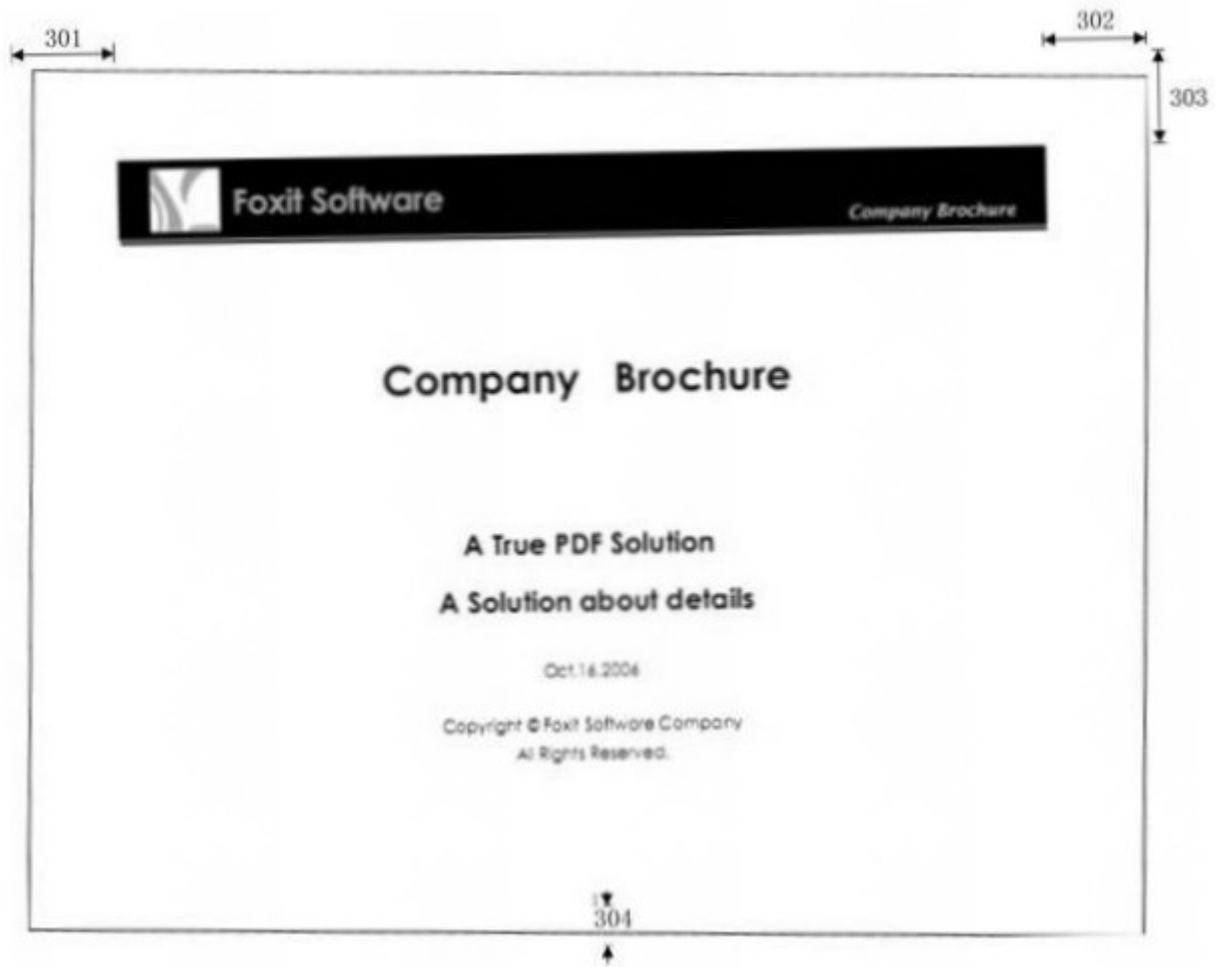 301
302
303
Foxit Software
Company Brochure
Company Brochure
A True PDF Solution
A Solution about details
Oct.16.2006
Copyright © Foxit Software Company
All Rights Reserved.
304